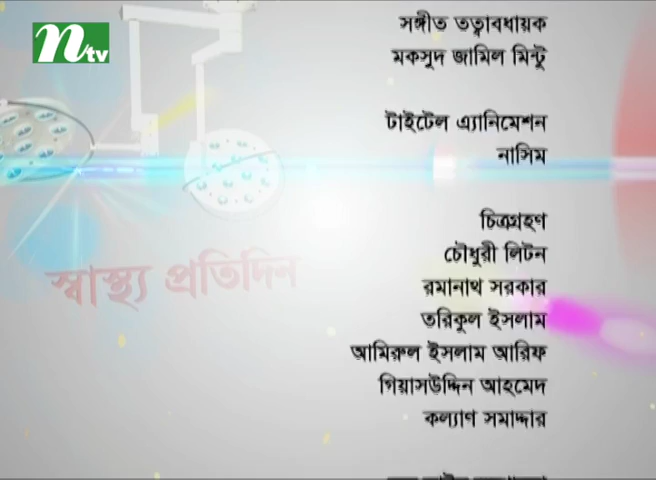 ntv
সঙ্গীত তত্বাবধায়ক
মকসুদ জামিল মিন্টু
টাইটেল এ্যানিমেশন
নাসিম
চিত্রগ্রহণ
চৌধুরী লিটন
রমানাথ সরকার
তরিকুল ইসলাম
আমিরুল ইসলাম আরিফ
গিয়াসউদ্দিন আহমেদ
কল্যাণ সমাদ্দার
স্বাস্থ্য প্রতিদিন